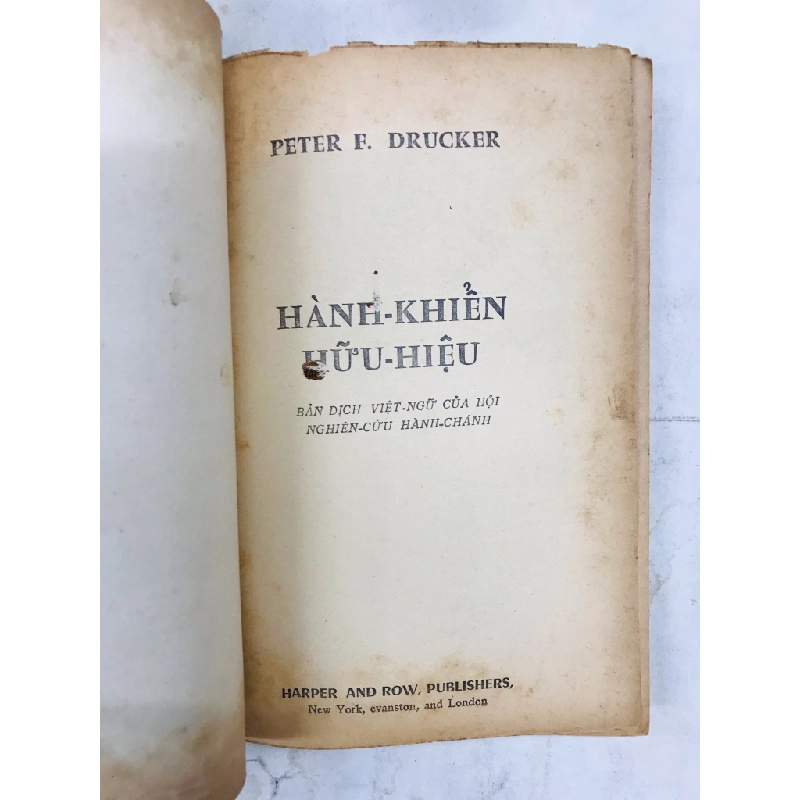 PETER F. DRUCKER
HÀNH-KHIỂN
HỮU-HIỆU
BẢN DỊCH VIỆT-NGỮ CỦA HỘI
NGHIÊN-CỨU HÀNH-CHÁNH
HARPER AND ROW, PUBLISHERS,
New York, evanston, and London